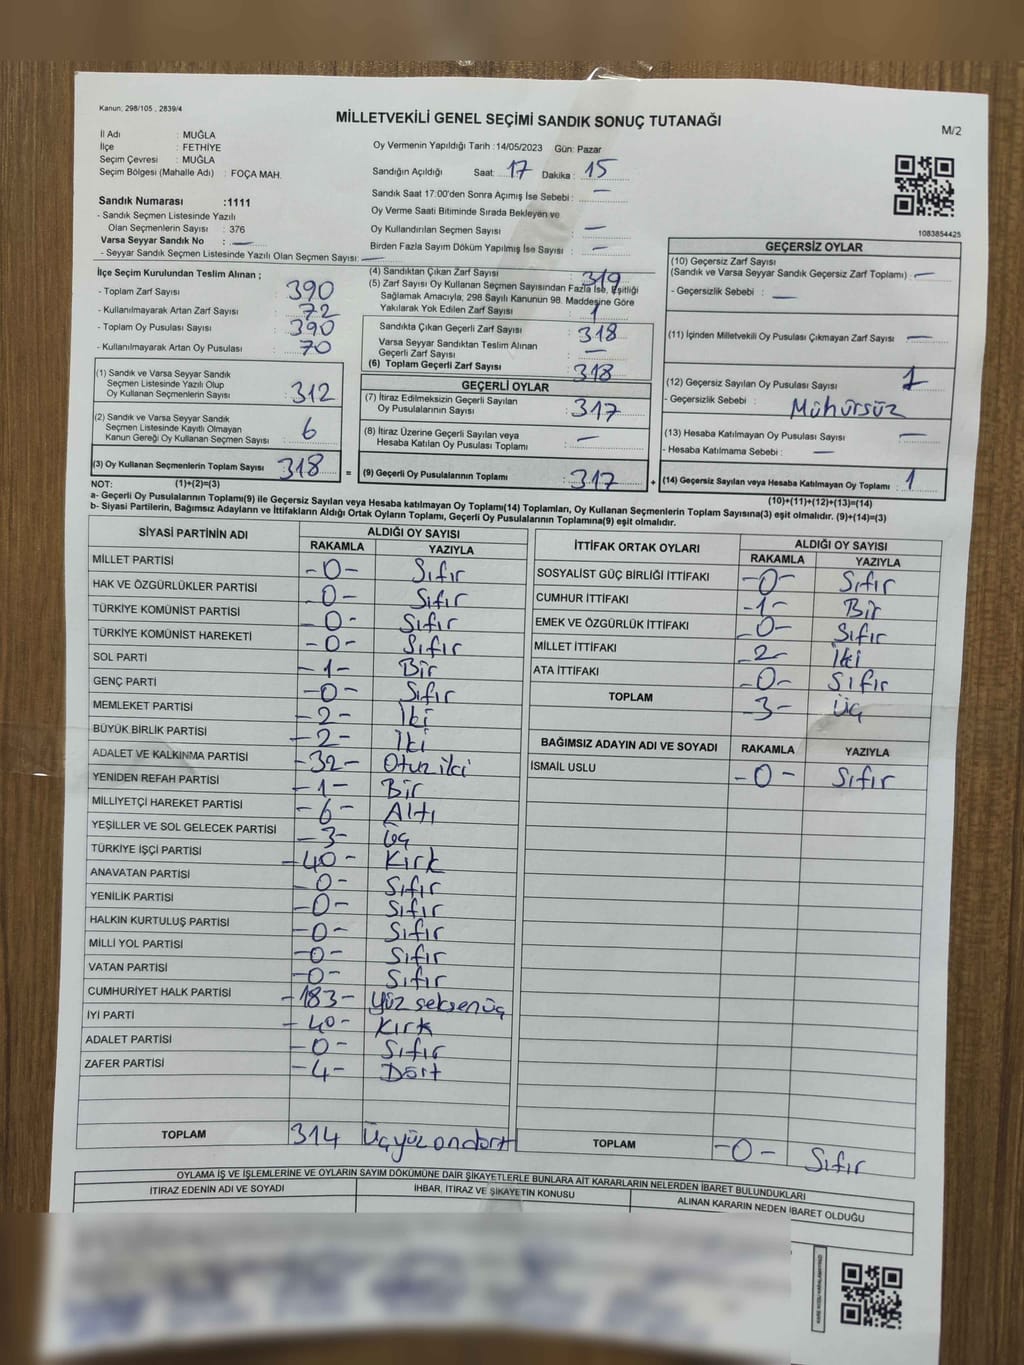 Kanun; 298/105 , 2839/4
MİLLETVEKİLİ GENEL SEÇİMİ SANDIK SONUÇ TUTANAĞI
M/2
İl Adı : MUĞLA
İlçe : FETHİYE
Seçim Çevresi : MUĞLA
Seçim Bölgesi (Mahalle Adı) : FOÇA MAH.
Sandık Numarası :1111
- Sandık Seçmen Listesinde Yazılı
Olan Seçmenlerin Sayısı : 376
Varsa Seyyar Sandık No : —
- Seyyar Sandık Seçmen Listesinde Yazılı Olan Seçmen Sayısı: —
Oy Vermenin Yapıldığı Tarih :14/05/2023 Gün: Pazar
Sandığın Açıldığı Saat: 17 Dakika : 15
Sandık Saat 17:00'den Sonra Açımış İse Sebebi : —
Oy Verme Saati Bitiminde Sırada Bekleyen ve
Oy Kullandırılan Seçmen Sayısı : —
Birden Fazla Sayım Döküm Yapılmış İse Sayısı : —
1083854425
İlçe Seçim Kurulundan Teslim Alınan ;
- Toplam Zarf Sayısı : 390
- Kullanılmayarak Artan Zarf Sayısı : 72
- Toplam Oy Pusulası Sayısı : 390
- Kullanılmayarak Artan Oy Pusulası : 70
(1) Sandık ve Varsa Seyyar Sandık
Seçmen Listesinde Yazılı Olup
Oy Kullanan Seçmenlerin Sayısı : 312
(2) Sandık ve Varsa Seyyar Sandık
Seçmen Listesinde Kayıtlı Olmayan
Kanun Gereği Oy Kullanan Seçmen Sayısı : 6
(3) Oy Kullanan Seçmenlerin Toplam Sayısı : 318
(4) Sandıktan Çıkan Zarf Sayısı : 319
(5) Zarf Sayısı Oy Kullanan Seçmen Sayısından Fazla İse, Eşitliği
Sağlamak Amacıyla; 298 Sayılı Kanunun 98. Maddesine Göre
Yakılarak Yok Edilen Zarf Sayısı : 1
Sandıkta Çıkan Geçerli Zarf Sayısı : 318
Varsa Seyyar Sandıktan Teslim Alınan
Geçerli Zarf Sayısı : —
(6) Toplam Geçerli Zarf Sayısı : 318
GEÇERLİ OYLAR
(7) İtiraz Edilmeksizin Geçerli Sayılan
Oy Pusulalarının Sayısı : 317
(8) İtiraz Üzerine Geçerli Sayılan veya
Hesaba Katılan Oy Pusulası Toplamı : —
= (9) Geçerli Oy Pusulalarının Toplamı : 317 +
GEÇERSİZ OYLAR
(10) Geçersiz Zarf Sayısı
(Sandık ve Varsa Seyyar Sandık Geçersiz Zarf Toplamı) : —
- Geçersizlik Sebebi : —
(11) İçinden Milletvekili Oy Pusulası Çıkmayan Zarf Sayısı : —
(12) Geçersiz Sayılan Oy Pusulası Sayısı : 1
- Geçersizlik Sebebi : Mühürsüz
(13) Hesaba Katılmayan Oy Pusulası Sayısı : —
- Hesaba Katılmama Sebebi : —
(14) Geçersiz Sayılan veya Hesaba Katılmayan Oy Toplamı : 1
NOT: (1)+(2)=(3)
(10)+(11)+(12)+(13)=(14)
a- Geçerli Oy Pusulalarının Toplamı(9) ile Geçersiz Sayılan veya Hesaba katılmayan Oy Toplamı(14) Toplamları, Oy Kullanan Seçmenlerin Toplam Sayısına(3) eşit olmalıdır. (9)+(14)=(3)
b- Siyasi Partilerin, Bağımsız Adayların ve İttifakların Aldığı Ortak Oyların Toplamı, Geçerli Oy Pusulalarının Toplamına(9) eşit olmalıdır.
SİYASİ PARTİNİN ADI ALDIĞI OY SAYISI
RAKAMLA YAZIYLA
MİLLET PARTİSİ -0- Sıfır
HAK VE ÖZGÜRLÜKLER PARTİSİ -0- Sıfır
TÜRKİYE KOMÜNİST PARTİSİ -0- Sıfır
TÜRKİYE KOMÜNİST HAREKETİ -0- Sıfır
SOL PARTİ -1- Bir
GENÇ PARTİ -0- Sıfır
MEMLEKET PARTİSİ -2- İki
BÜYÜK BİRLİK PARTİSİ -2- İki
ADALET VE KALKINMA PARTİSİ -32- Otuz iki
YENİDEN REFAH PARTİSİ -1- Bir
MİLLİYETÇİ HAREKET PARTİSİ -6- Altı
YEŞİLLER VE SOL GELECEK PARTİSİ -3- Üç
TÜRKİYE İŞÇİ PARTİSİ -40- Kırk
ANAVATAN PARTİSİ -0- Sıfır
YENİLİK PARTİSİ -0- Sıfır
HALKIN KURTULUŞ PARTİSİ -0- Sıfır
MİLLİ YOL PARTİSİ -0- Sıfır
VATAN PARTİSİ -0- Sıfır
CUMHURİYET HALK PARTİSİ -183- Yüz seksen üç
İYİ PARTİ -40- Kırk
ADALET PARTİSİ -0- Sıfır
ZAFER PARTİSİ -4- Dört
TOPLAM 314 Üçyüz ondört
İTTİFAK ORTAK OYLARI ALDIĞI OY SAYISI
RAKAMLA YAZIYLA
SOSYALİST GÜÇ BİRLİĞİ İTTİFAKI -0- Sıfır
CUMHUR İTTİFAKI -1- Bir
EMEK VE ÖZGÜRLÜK İTTİFAKI -0- Sıfır
MİLLET İTTİFAKI -2- İki
ATA İTTİFAKI -0- Sıfır
TOPLAM -3- Üç
BAĞIMSIZ ADAYIN ADI VE SOYADI RAKAMLA YAZIYLA
İSMAİL USLU -0- Sıfır
TOPLAM -0- Sıfır
OYLAMA İŞ VE İŞLEMLERİNE VE OYLARIN SAYIM DÖKÜMÜNE DAİR ŞİKAYETLERLE BUNLARA AİT KARARLARIN NELERDEN İBARET BULUNDUKLARI
İTİRAZ EDENİN ADI VE SOYADI İHBAR, İTİRAZ VE ŞİKAYETİN KONUSU ALINAN KARARIN NEDEN İBARET OLDUĞU